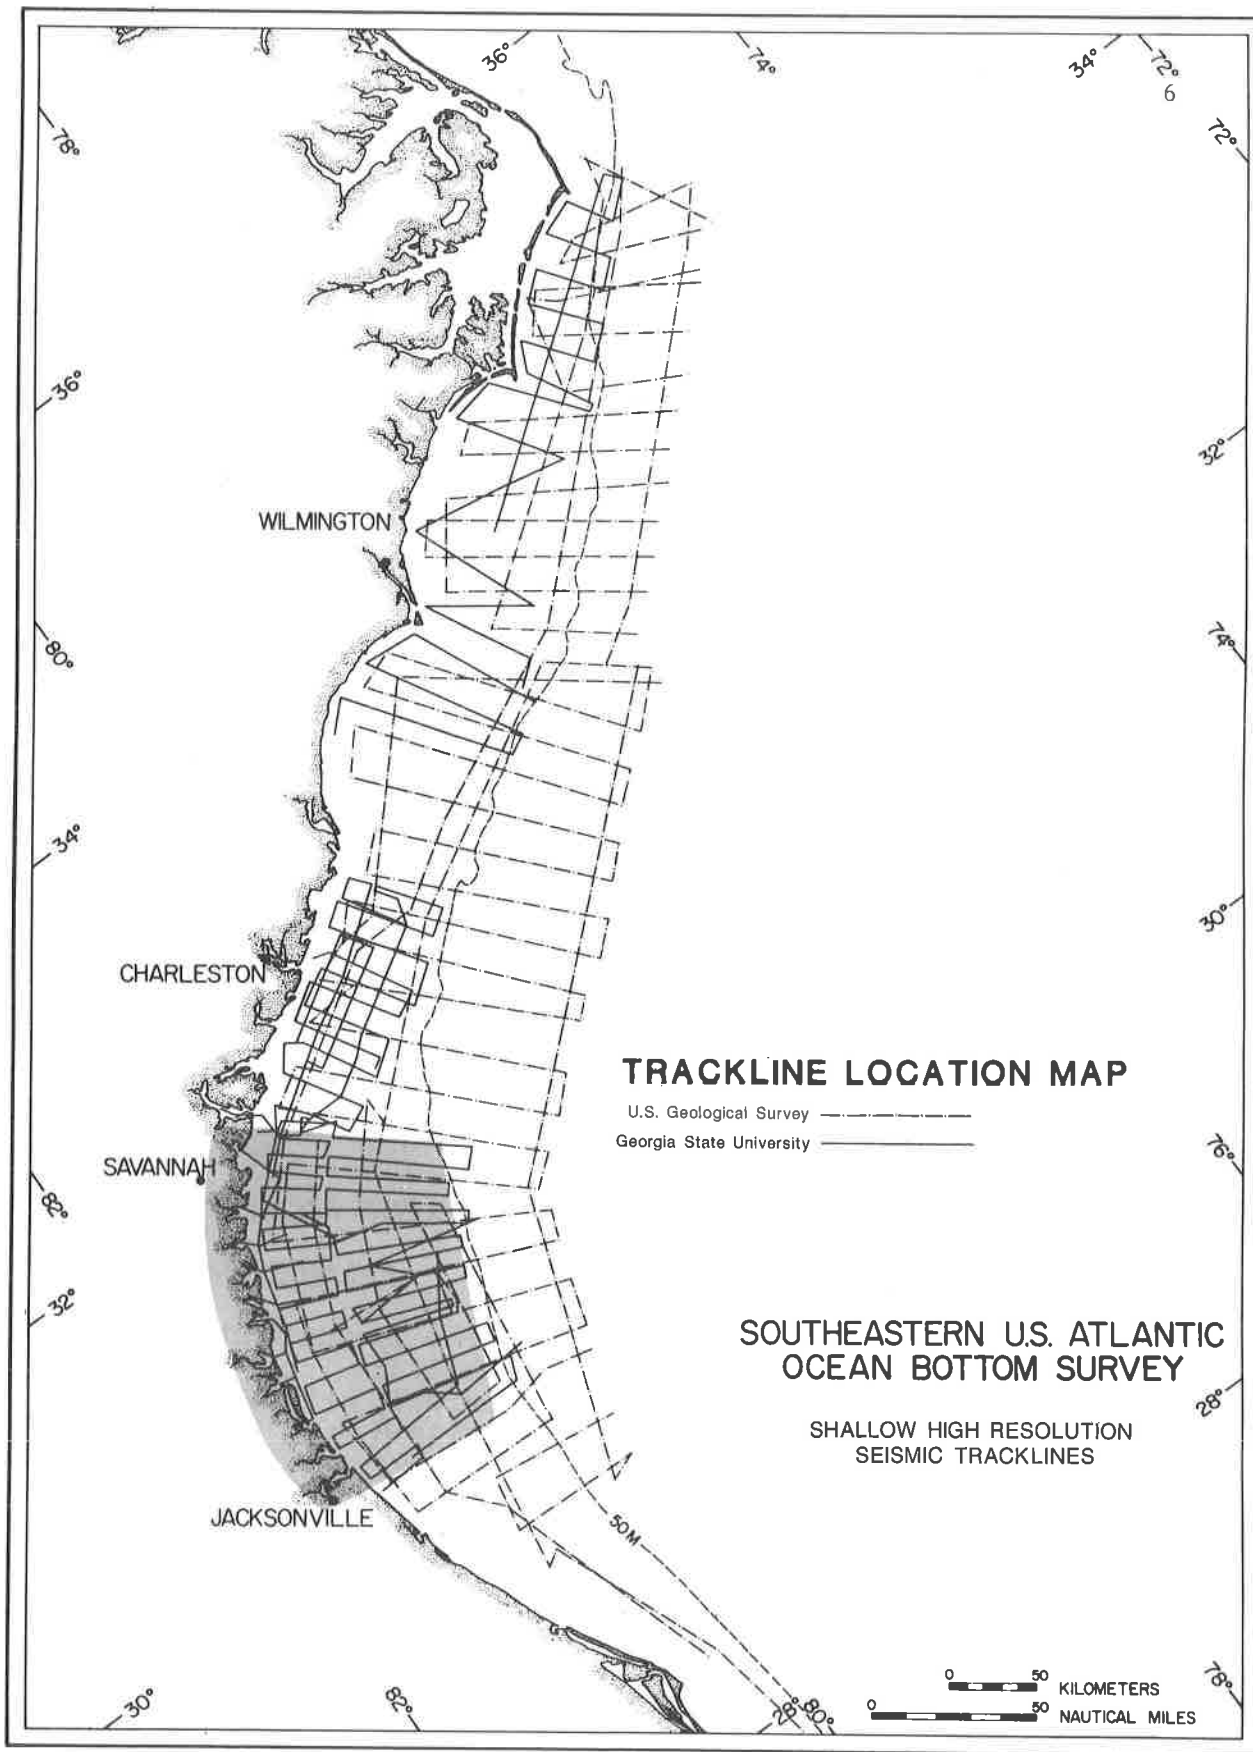 36°
74°
34°
72°
6
72°
78°
36°
32°
WILMINGTON
80°
74°
34°
30°
CHARLESTON
TRACKLINE LOCATION MAP
U.S. Geological Survey
Georgia State University
SAVANNAH
76°
82°
32°
SOUTHEASTERN U.S. ATLANTIC
OCEAN BOTTOM SURVEY
28°
SHALLOW HIGH RESOLUTION
SEISMIC TRACKLINES
JACKSONVILLE
50M
0 50 KILOMETERS
0 50 NAUTICAL MILES
78°
30°
82°
28°
80°